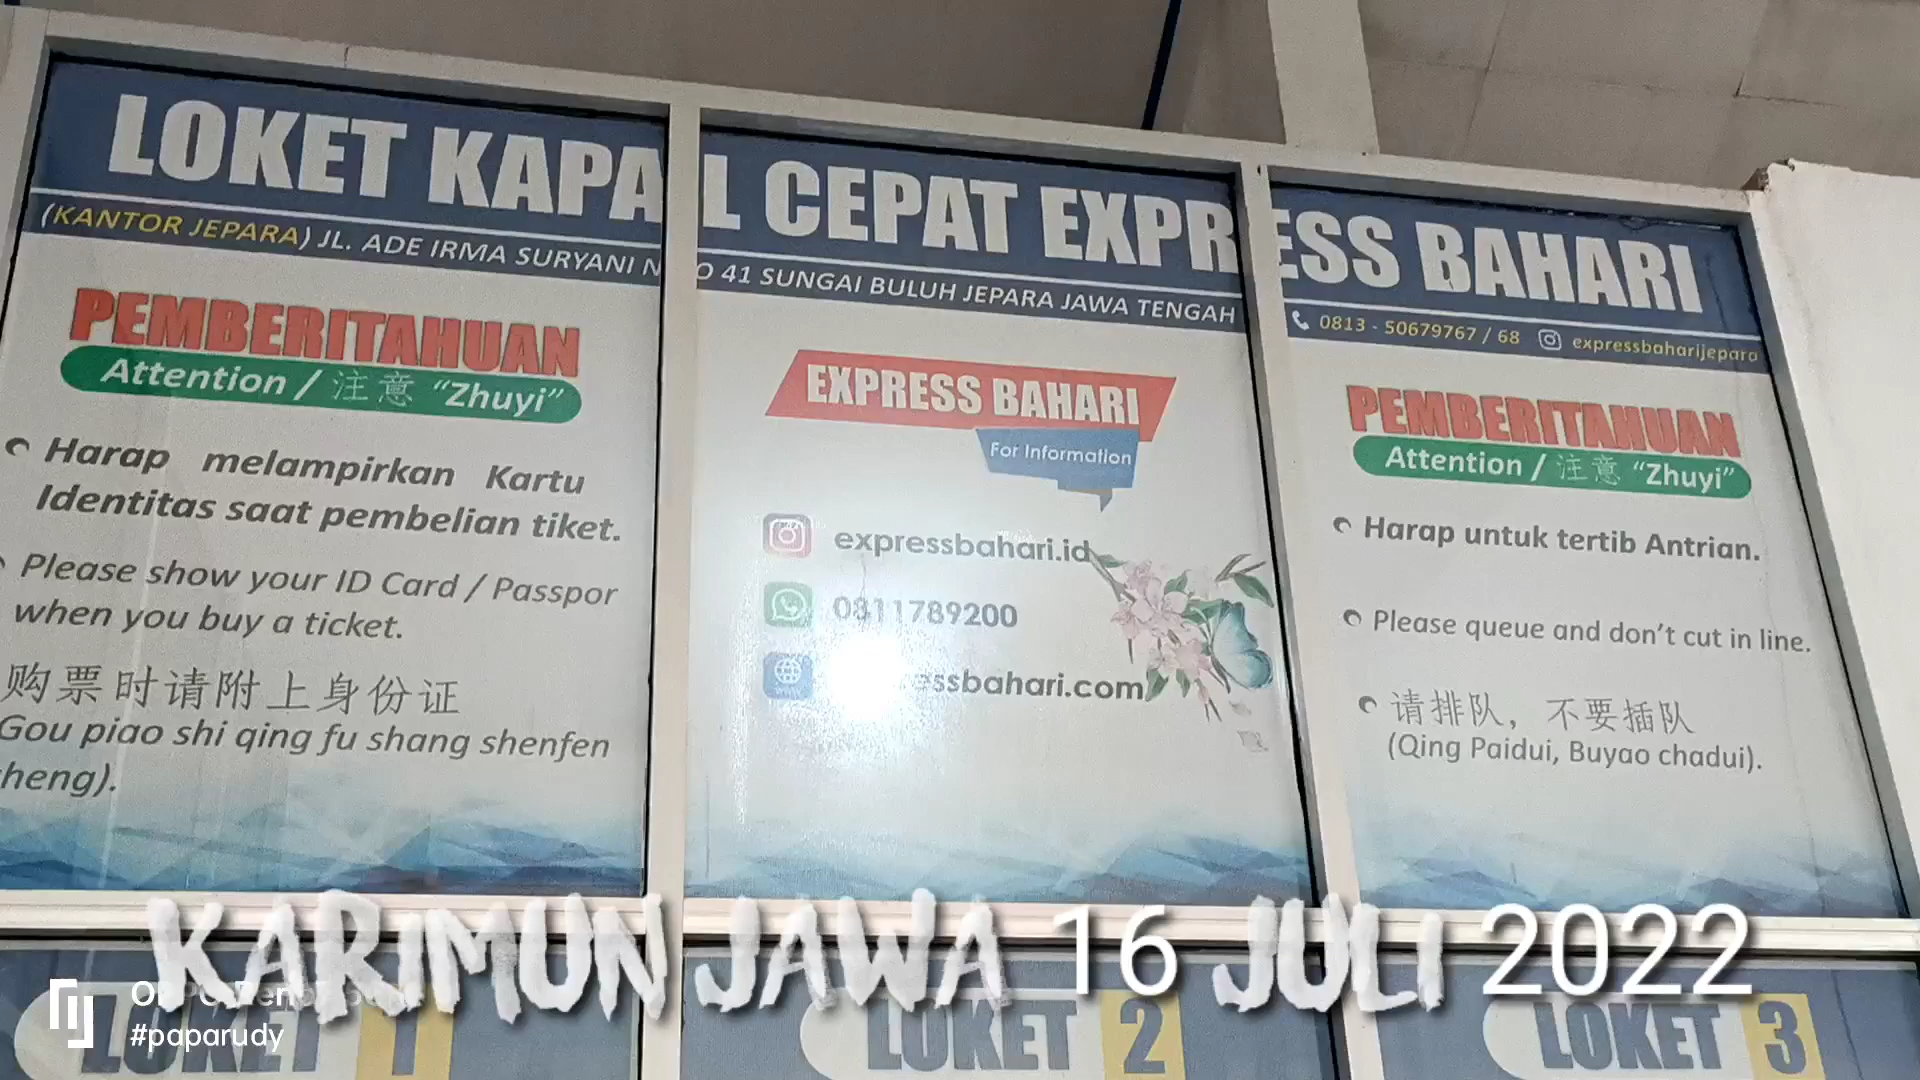 LOKET KAPAL CEPAT EXPRESS BAHARI
(KANTOR JEPARA) JL. ADE IRMA SURYANI NO 41 SUNGAI BULUH JEPARA JAWA TENGAH
0813 - 50679767 / 68 expressbaharijepara
PEMBERITAHUAN
Attention / 注意 “Zhuyi”
Harap melampirkan Kartu
Identitas saat pembelian tiket.
Please show your ID Card / Passpor
when you buy a ticket.
购票时请附上身份证
Gou piao shi qing fu shang shenfen
heng).
EXPRESS BAHARI
For Information
expressbahari.id
0811789200
essbahari.com
PEMBERITAHUAN
Attention / 注意 “Zhuyi”
Harap untuk tertib Antrian.
Please queue and don’t cut in line.
请排队，不要插队
(Qing Paidui, Buyao chadui).
KARIMUN JAWA 16 JULI 2022
#paparudy
LOKET 1
LOKET 2
LOKET 3